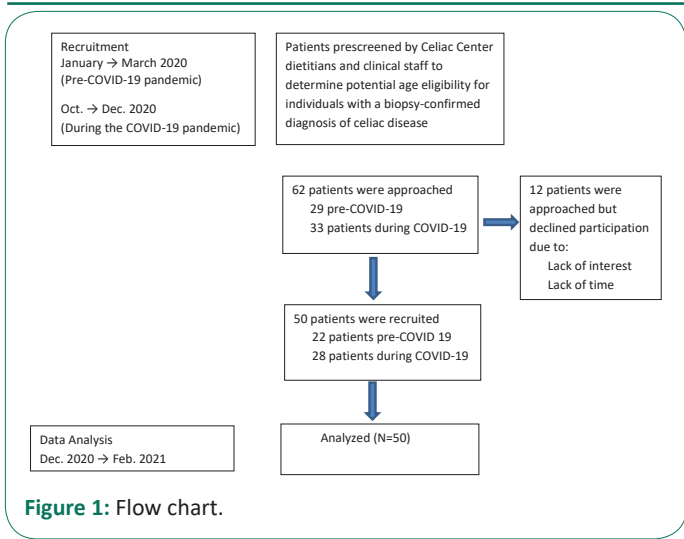 Recruitment
January → March 2020
(Pre-COVID-19 pandemic)
Oct. → Dec. 2020
(During the COVID-19 pandemic)
Patients prescreened by Celiac Center
dietitians and clinical staff to
determine potential age eligibility for
individuals with a biopsy-confirmed
diagnosis of celiac disease
62 patients were approached
29 pre-COVID-19
33 patients during COVID-19
12 patients were
approached but
declined participation
due to:
Lack of interest
Lack of time
50 patients were recruited
22 patients pre-COVID 19
28 patients during COVID-19
Data Analysis
Dec. 2020 → Feb. 2021
Analyzed (N=50)
Figure 1: Flow chart.